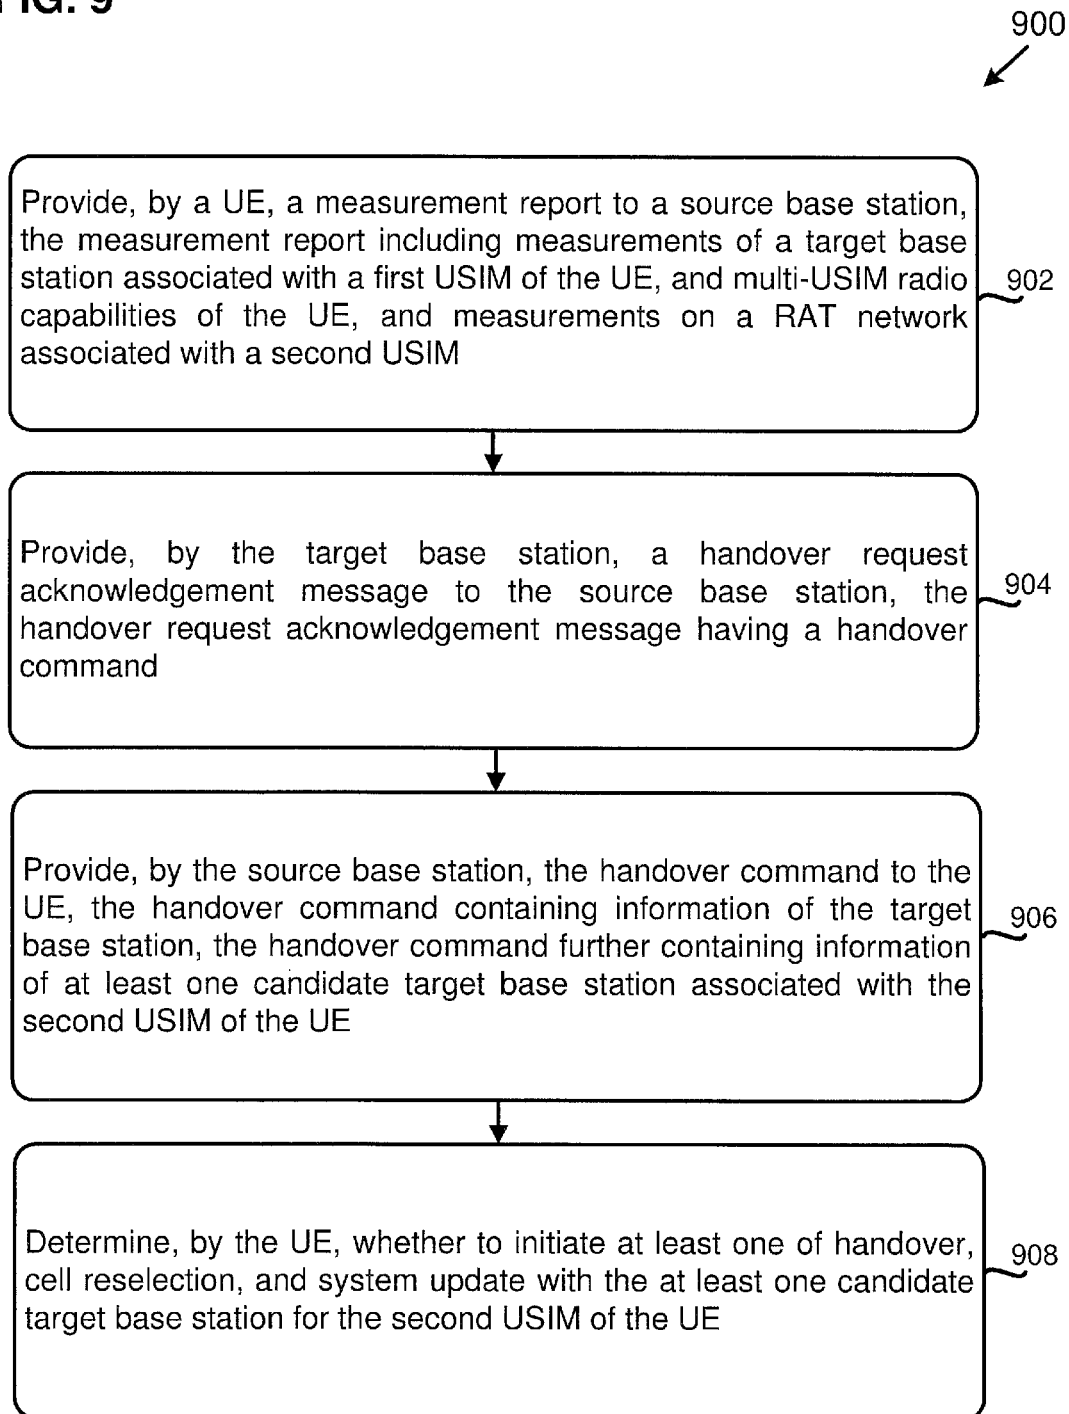 FIG. 9
900
Provide, by a UE, a measurement report to a source base station,
the measurement report including measurements of a target base
station associated with a first USIM of the UE, and multi-USIM radio
capabilities of the UE, and measurements on a RAT network
associated with a second USIM
902
Provide, by the target base station, a handover request
acknowledgement message to the source base station, the
handover request acknowledgement message having a handover
command
904
Provide, by the source base station, the handover command to the
UE, the handover command containing information of the target
base station, the handover command further containing information
of at least one candidate target base station associated with the
second USIM of the UE
906
Determine, by the UE, whether to initiate at least one of handover,
cell reselection, and system update with the at least one candidate
target base station for the second USIM of the UE
908